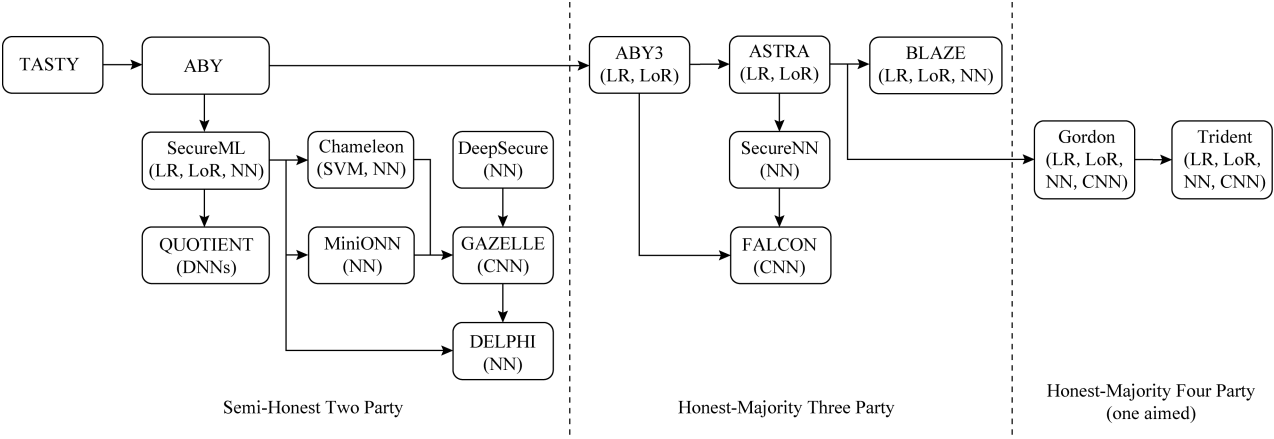 TASTY
ABY
SecureML
(LR, LoR, NN)
QUOTIENT
(DNNs)
Chameleon
(SVM, NN)
MiniONN
(NN)
DeepSecure
(NN)
GAZELLE
(CNN)
DELPHI
(NN)
Semi-Honest Two Party
ABY3
(LR, LoR)
ASTRA
(LR, LoR)
BLAZE
(LR, LoR, NN)
SecureNN
(NN)
FALCON
(CNN)
Honest-Majority Three Party
Gordon
(LR, LoR,
NN, CNN)
Trident
(LR, LoR,
NN, CNN)
Honest-Majority Four Party
(one aimed)